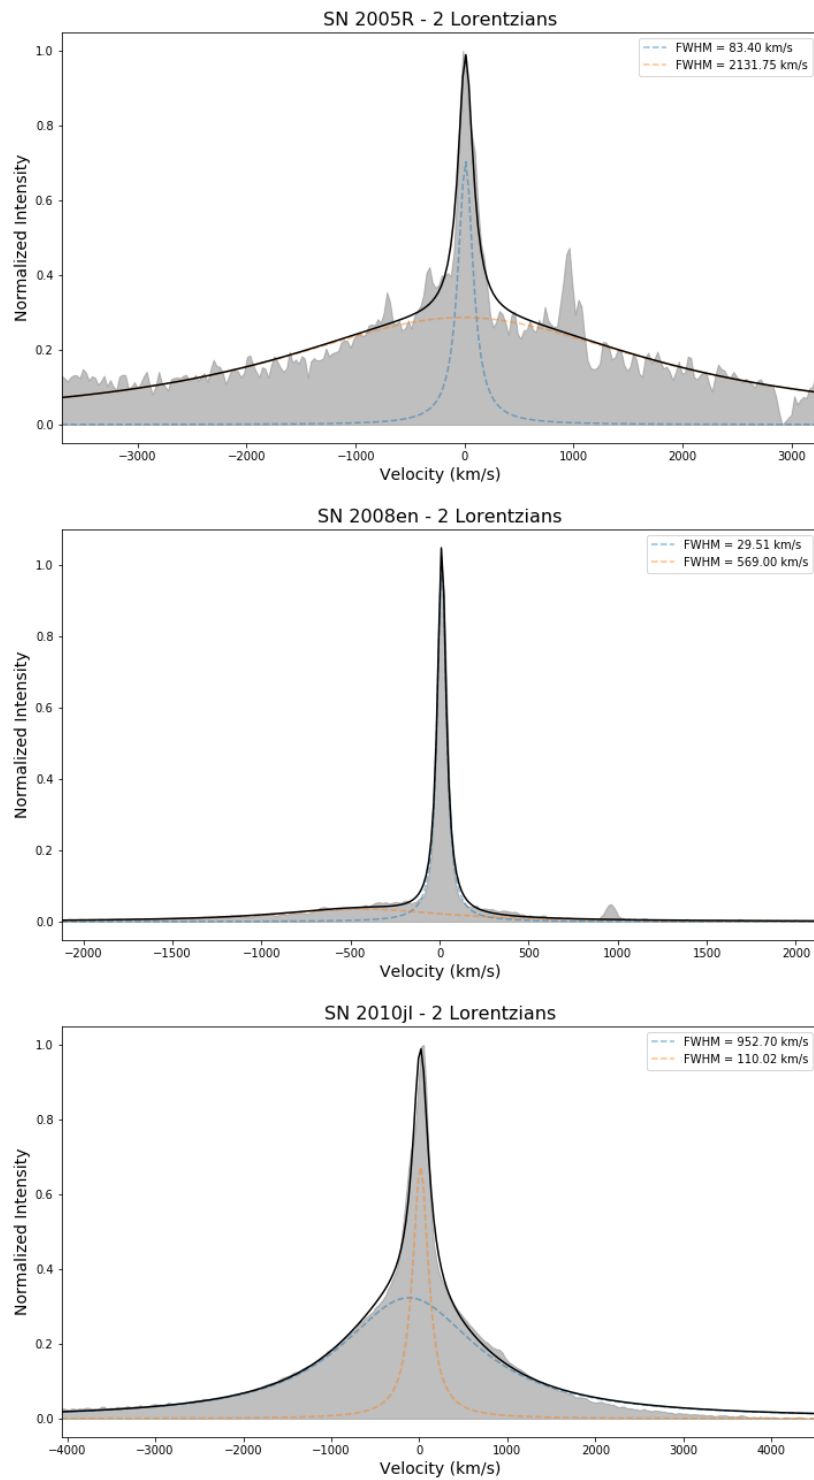 SN 2005R - 2 Lorentzians
FWHM = 83.40 km/s
FWHM = 2131.75 km/s
Normalized Intensity
1.0
0.8
0.6
0.4
0.2
0.0
−3000 −2000 −1000 0 1000 2000 3000
Velocity (km/s)
SN 2008en - 2 Lorentzians
FWHM = 29.51 km/s
FWHM = 569.00 km/s
Normalized Intensity
1.0
0.8
0.6
0.4
0.2
0.0
−2000 −1500 −1000 −500 0 500 1000 1500 2000
Velocity (km/s)
SN 2010jl - 2 Lorentzians
FWHM = 952.70 km/s
FWHM = 110.02 km/s
Normalized Intensity
1.0
0.8
0.6
0.4
0.2
0.0
−4000 −3000 −2000 −1000 0 1000 2000 3000 4000
Velocity (km/s)